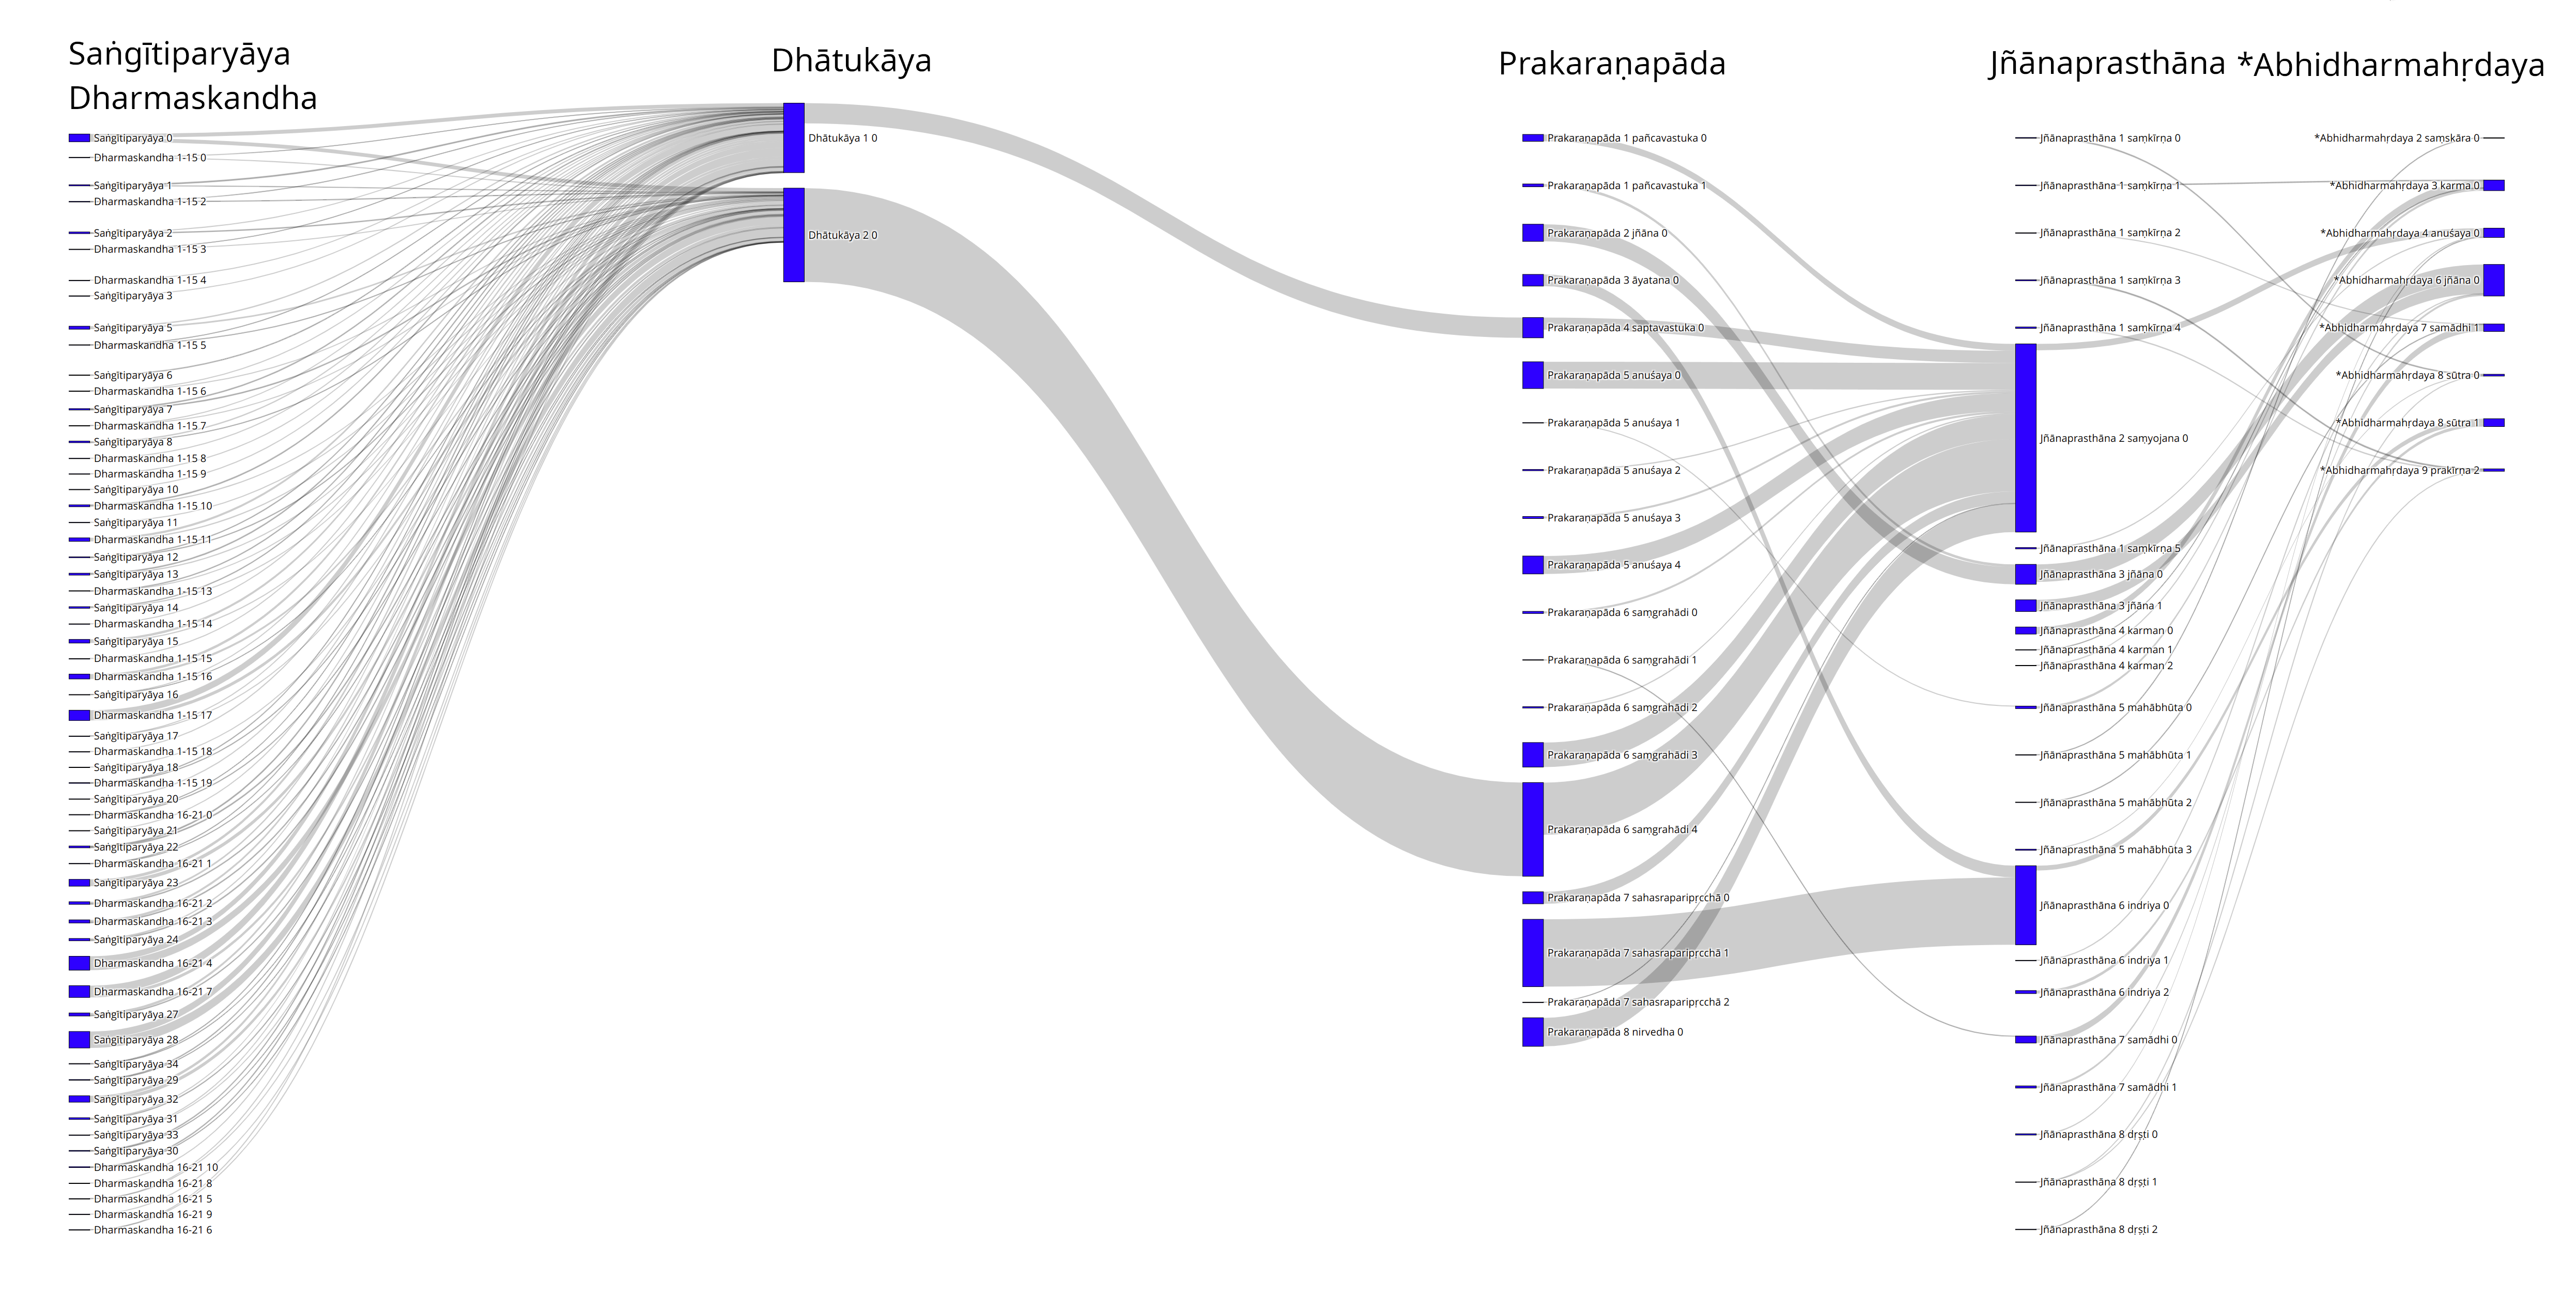 Saṅgītiparyāya
Dharmaskandha
Dhātukāya
Prakaraṇapāda
Jñānaprasthāna
*Abhidharmahṛdaya
Saṅgītiparyāya 0
Dharmaskandha 1-15 0
Saṅgītiparyāya 1
Dharmaskandha 1-15 2
Saṅgītiparyāya 2
Dharmaskandha 1-15 3
Dharmaskandha 1-15 4
Saṅgītiparyāya 3
Saṅgītiparyāya 5
Dharmaskandha 1-15 5
Saṅgītiparyāya 6
Dharmaskandha 1-15 6
Saṅgītiparyāya 7
Dharmaskandha 1-15 7
Saṅgītiparyāya 8
Dharmaskandha 1-15 8
Dharmaskandha 1-15 9
Saṅgītiparyāya 10
Dharmaskandha 1-15 10
Saṅgītiparyāya 11
Dharmaskandha 1-15 11
Saṅgītiparyāya 12
Saṅgītiparyāya 13
Dharmaskandha 1-15 13
Saṅgītiparyāya 14
Dharmaskandha 1-15 14
Saṅgītiparyāya 15
Dharmaskandha 1-15 15
Dharmaskandha 1-15 16
Saṅgītiparyāya 16
Dharmaskandha 1-15 17
Saṅgītiparyāya 17
Dharmaskandha 1-15 18
Saṅgītiparyāya 18
Dharmaskandha 1-15 19
Saṅgītiparyāya 20
Dharmaskandha 16-21 0
Saṅgītiparyāya 21
Saṅgītiparyāya 22
Dharmaskandha 16-21 1
Saṅgītiparyāya 23
Dharmaskandha 16-21 2
Dharmaskandha 16-21 3
Saṅgītiparyāya 24
Dharmaskandha 16-21 4
Dharmaskandha 16-21 7
Saṅgītiparyāya 27
Saṅgītiparyāya 28
Saṅgītiparyāya 34
Saṅgītiparyāya 29
Saṅgītiparyāya 32
Saṅgītiparyāya 31
Saṅgītiparyāya 33
Saṅgītiparyāya 30
Dharmaskandha 16-21 10
Dharmaskandha 16-21 8
Dharmaskandha 16-21 5
Dharmaskandha 16-21 9
Dharmaskandha 16-21 6
Dhātukāya 1 0
Dhātukāya 2 0
Prakaraṇapāda 1 pañcavastuka 0
Prakaraṇapāda 1 pañcavastuka 1
Prakaraṇapāda 2 jñāna 0
Prakaraṇapāda 3 āyatana 0
Prakaraṇapāda 4 saptavastuka 0
Prakaraṇapāda 5 anuśaya 0
Prakaraṇapāda 5 anuśaya 1
Prakaraṇapāda 5 anuśaya 2
Prakaraṇapāda 5 anuśaya 3
Prakaraṇapāda 5 anuśaya 4
Prakaraṇapāda 6 saṃgrahādi 0
Prakaraṇapāda 6 saṃgrahādi 1
Prakaraṇapāda 6 saṃgrahādi 2
Prakaraṇapāda 6 saṃgrahādi 3
Prakaraṇapāda 6 saṃgrahādi 4
Prakaraṇapāda 7 sahasraparipṛcchā 0
Prakaraṇapāda 7 sahasraparipṛcchā 1
Prakaraṇapāda 7 sahasraparipṛcchā 2
Prakaraṇapāda 8 nirvedha 0
Jñānaprasthāna 1 saṃkīrṇa 0
Jñānaprasthāna 1 saṃkīrṇa 1
Jñānaprasthāna 1 saṃkīrṇa 2
Jñānaprasthāna 1 saṃkīrṇa 3
Jñānaprasthāna 1 saṃkīrṇa 4
Jñānaprasthāna 2 saṃyojana 0
Jñānaprasthāna 1 saṃkīrṇa 5
Jñānaprasthāna 3 jñāna 0
Jñānaprasthāna 3 jñāna 1
Jñānaprasthāna 4 karman 0
Jñānaprasthāna 4 karman 1
Jñānaprasthāna 4 karman 2
Jñānaprasthāna 5 mahābhūta 0
Jñānaprasthāna 5 mahābhūta 1
Jñānaprasthāna 5 mahābhūta 2
Jñānaprasthāna 5 mahābhūta 3
Jñānaprasthāna 6 indriya 0
Jñānaprasthāna 6 indriya 1
Jñānaprasthāna 6 indriya 2
Jñānaprasthāna 7 samādhi 0
Jñānaprasthāna 7 samādhi 1
Jñānaprasthāna 8 dṛṣṭi 0
Jñānaprasthāna 8 dṛṣṭi 1
Jñānaprasthāna 8 dṛṣṭi 2
*Abhidharmahṛdaya 2 saṃskāra 0
*Abhidharmahṛdaya 3 karma 0
*Abhidharmahṛdaya 4 anuśaya 0
*Abhidharmahṛdaya 6 jñāna 0
*Abhidharmahṛdaya 7 samādhi 1
*Abhidharmahṛdaya 8 sūtra 0
*Abhidharmahṛdaya 8 sūtra 1
*Abhidharmahṛdaya 9 prakīrṇa 2